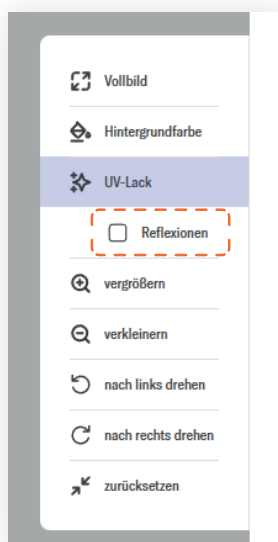 Vollbild
Hintergrundfarbe
UV-Lack
Reflexionen
vergrößern
verkleinern
nach links drehen
nach rechts drehen
zurücksetzen